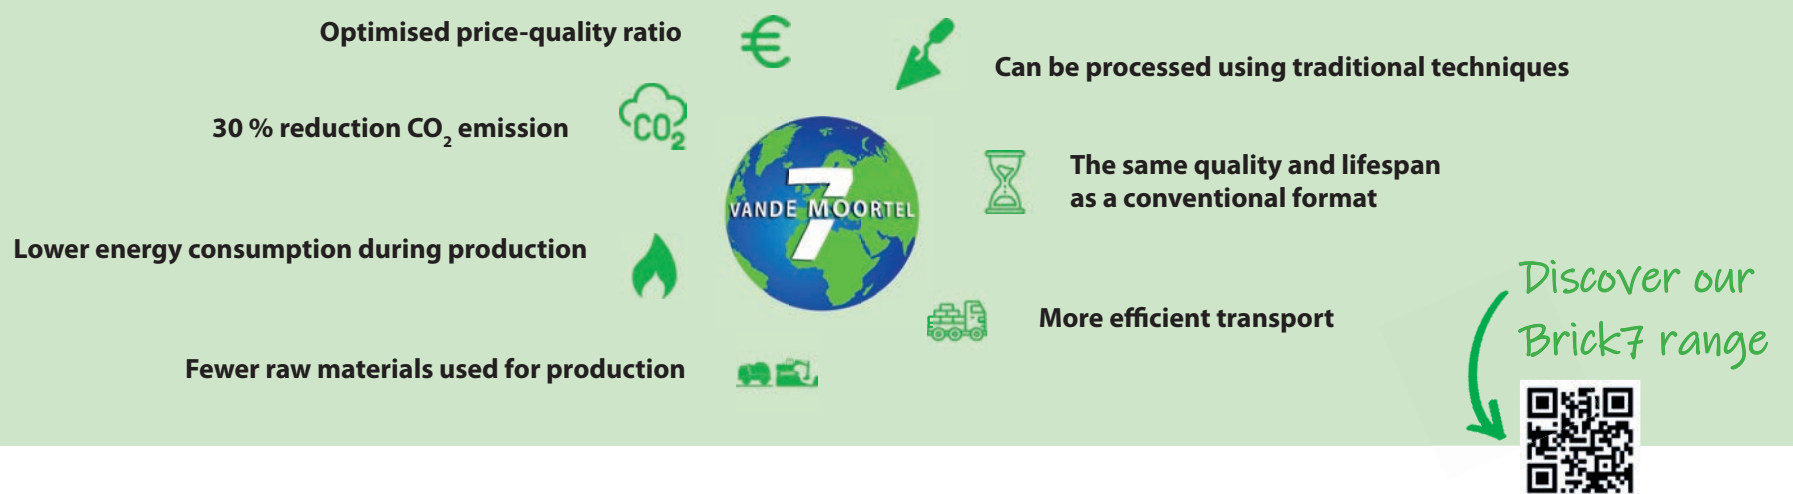 Optimised price-quality ratio
€
Can be processed using traditional techniques
30 % reduction CO₂ emission
CO₂
The same quality and lifespan
as a conventional format
7
VANDE MOORTEL
Lower energy consumption during production
More efficient transport
Fewer raw materials used for production
Discover our
Brick7 range